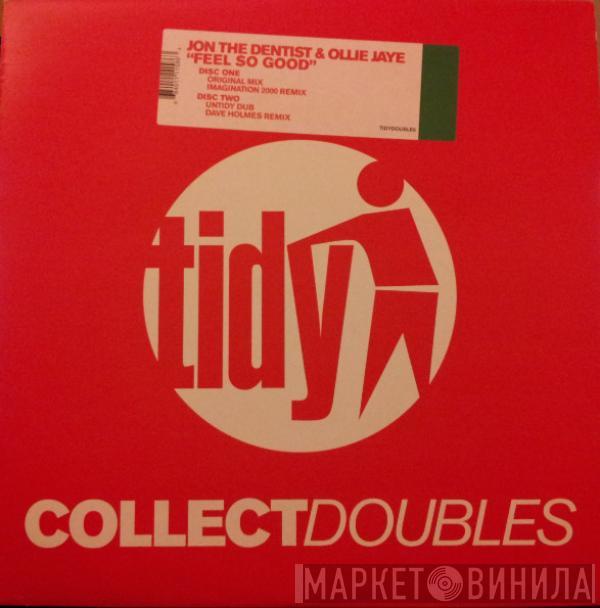 JON THE DENTIST & OLLIE JAYE
"FEEL SO GOOD"
DISC ONE
ORIGINAL MIX
IMAGINATION 2000 REMIX
DISC TWO
UNTIDY DUB
DAVE HOLMES REMIX
TIDYDOUBLES
tidy
COLLECTDOUBLES
МАРКЕТ ВИНИЛА